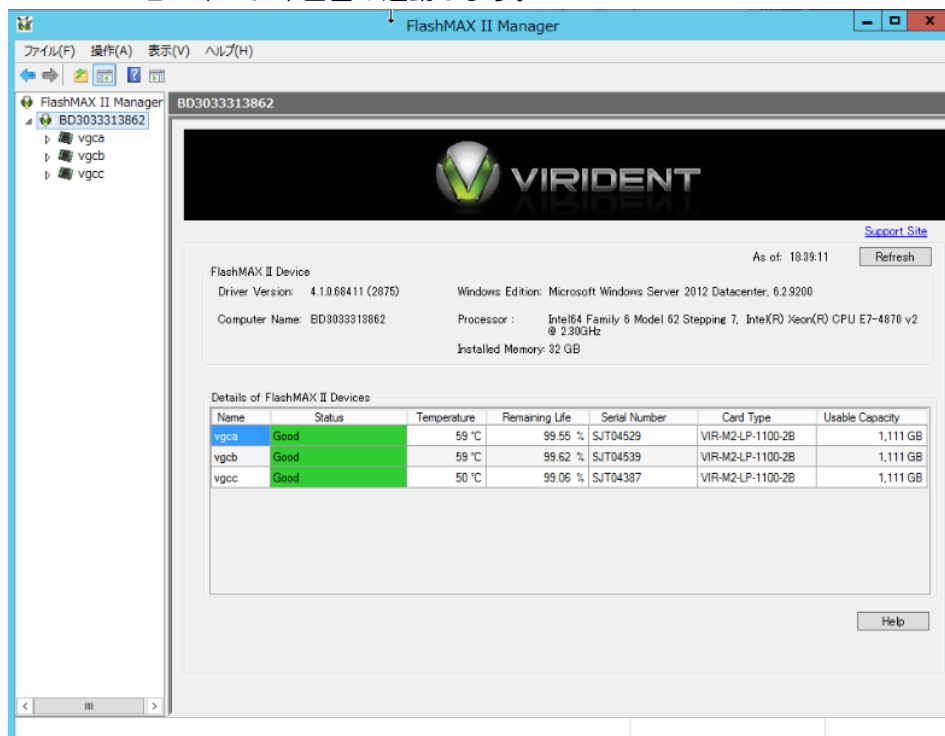 FlashMAX II Manager
ファイル(F) 操作(A) 表示(V) ヘルプ(H)
FlashMAX II Manager
BD3033313862
vgca
vgcb
vgcc
BD3033313862
VIRIDENT
Support Site
As of: 18:39:11
Refresh
FlashMAX II Device
Driver Version: 4.1.0.68411 (2875)
Windows Edition: Microsoft Windows Server 2012 Datacenter, 6.2.9200
Computer Name: BD3033313862
Processor : Intel64 Family 6 Model 62 Stepping 7, Intel(R) Xeon(R) CPU E7-4870 v2
@ 2.30GHz
Installed Memory: 32 GB
Details of FlashMAX II Devices
Name Status Temperature Remaining Life Serial Number Card Type Usable Capacity
vgca Good 59 °C 99.55 % SJT04529 VIR-M2-LP-1100-2B 1,111 GB
vgcb Good 59 °C 99.62 % SJT04539 VIR-M2-LP-1100-2B 1,111 GB
vgcc Good 50 °C 99.06 % SJT04387 VIR-M2-LP-1100-2B 1,111 GB
Help